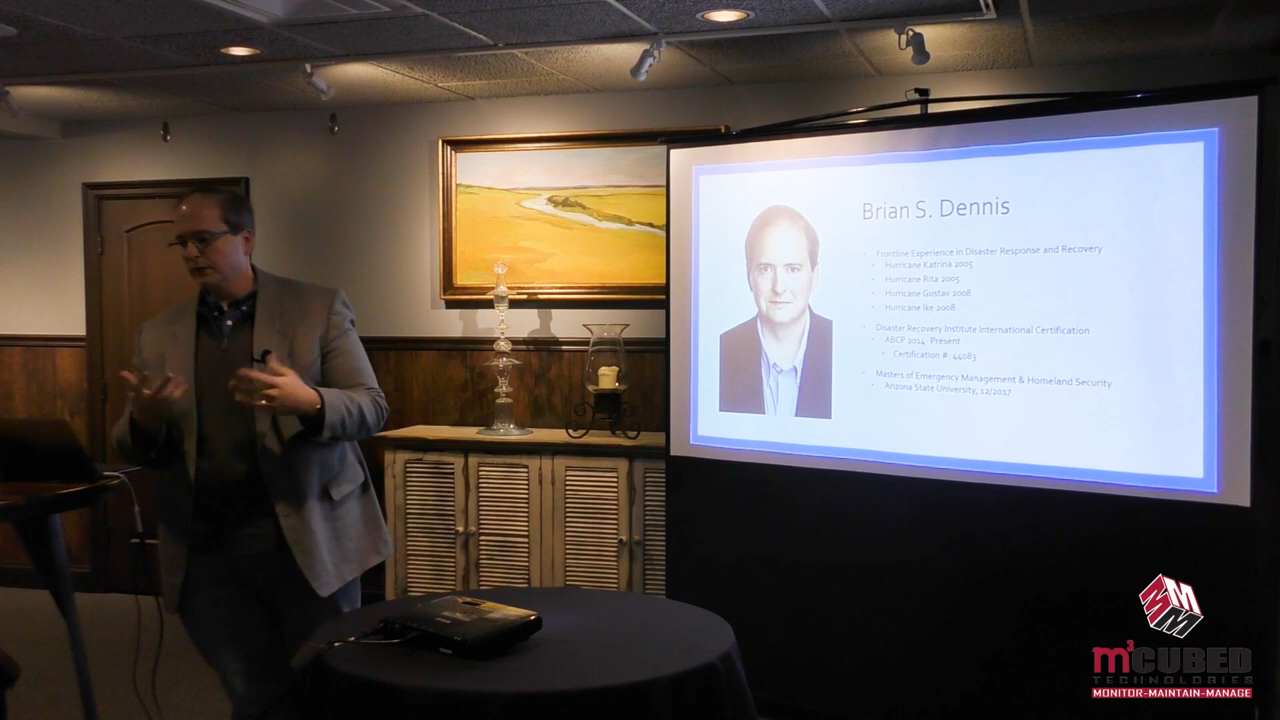 Brian S. Dennis
Frontline Experience in Disaster Response and Recovery
Hurricane Katrina 2005
Hurricane Rita 2005
Hurricane Gustav 2008
Hurricane Ike 2008
Disaster Recovery Institute International Certification
ABCP 2014- Present
Certification #: 44083
Masters of Emergency Management & Homeland Security
Arizona State University, 12/2017
MMM
m³CUBED
TECHNOLOGIES
MONITOR-MAINTAIN-MANAGE